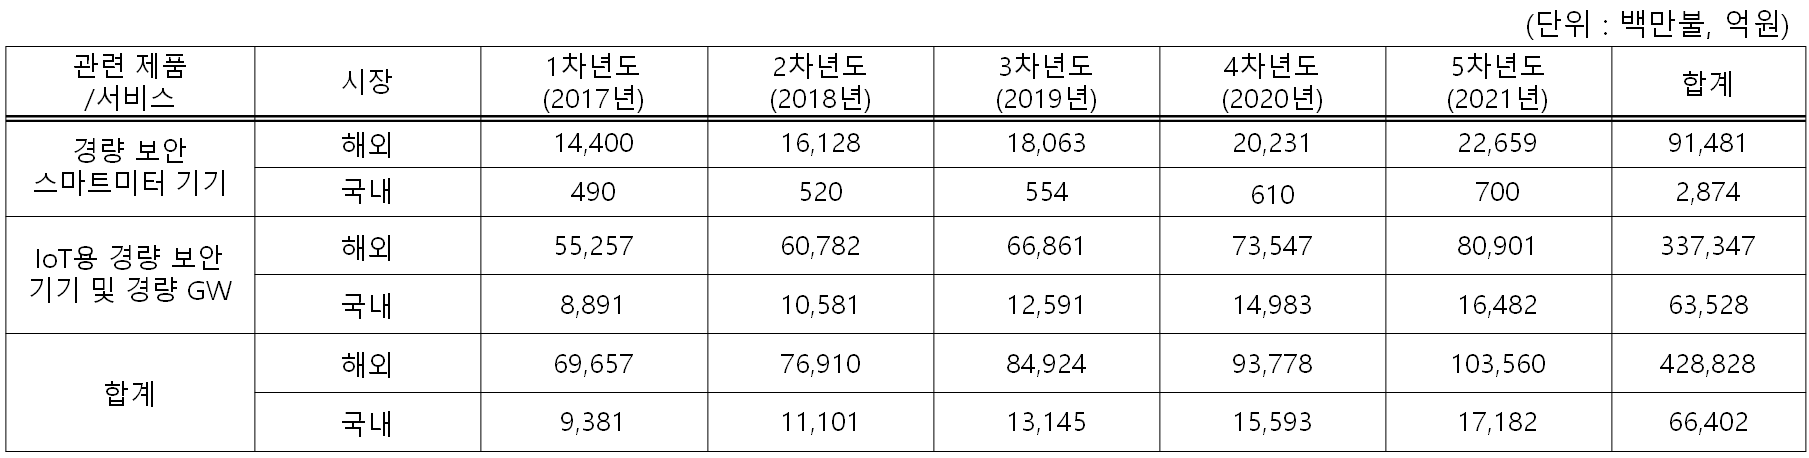 (단위 : 백만불, 억원)
관련 제품
/서비스
시장
1차년도
(2017년)
2차년도
(2018년)
3차년도
(2019년)
4차년도
(2020년)
5차년도
(2021년)
합계
경량 보안
스마트미터 기기
해외 14,400 16,128 18,063 20,231 22,659 91,481
국내 490 520 554 610 700 2,874
IoT용 경량 보안
기기 및 경량 GW
해외 55,257 60,782 66,861 73,547 80,901 337,347
국내 8,891 10,581 12,591 14,983 16,482 63,528
합계
해외 69,657 76,910 84,924 93,778 103,560 428,828
국내 9,381 11,101 13,145 15,593 17,182 66,402